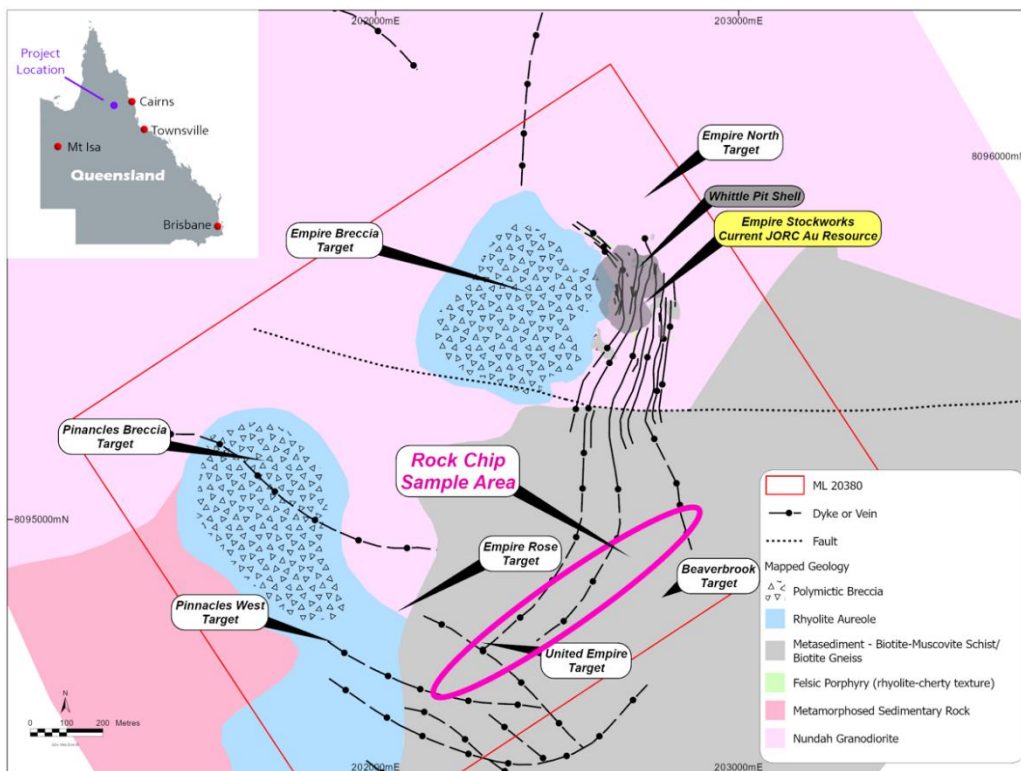 202000mE
203000mE
Project
Location
Cairns
Townsville
Mt Isa
Queensland
Brisbane
Empire North
Target
8096000mN
Whittle Pit Shell
Empire Stockworks
Current JORC Au Resource
Empire Breccia
Target
Pinancles Breccia
Target
Rock Chip
Sample Area
8095000mN
Empire Rose
Target
Beaverbrook
Target
Pinnacles West
Target
United Empire
Target
ML 20380
Dyke or Vein
Fault
Mapped Geology
Polymictic Breccia
Rhyolite Aureole
Metasediment - Biotite-Muscovite Schist/
Biotite Gneiss
Felsic Porphyry (rhyolite-cherty texture)
Metamorphosed Sedimentary Rock
Nundah Granodiorite
N
0 100 200 Metres
202000mE
203000mE